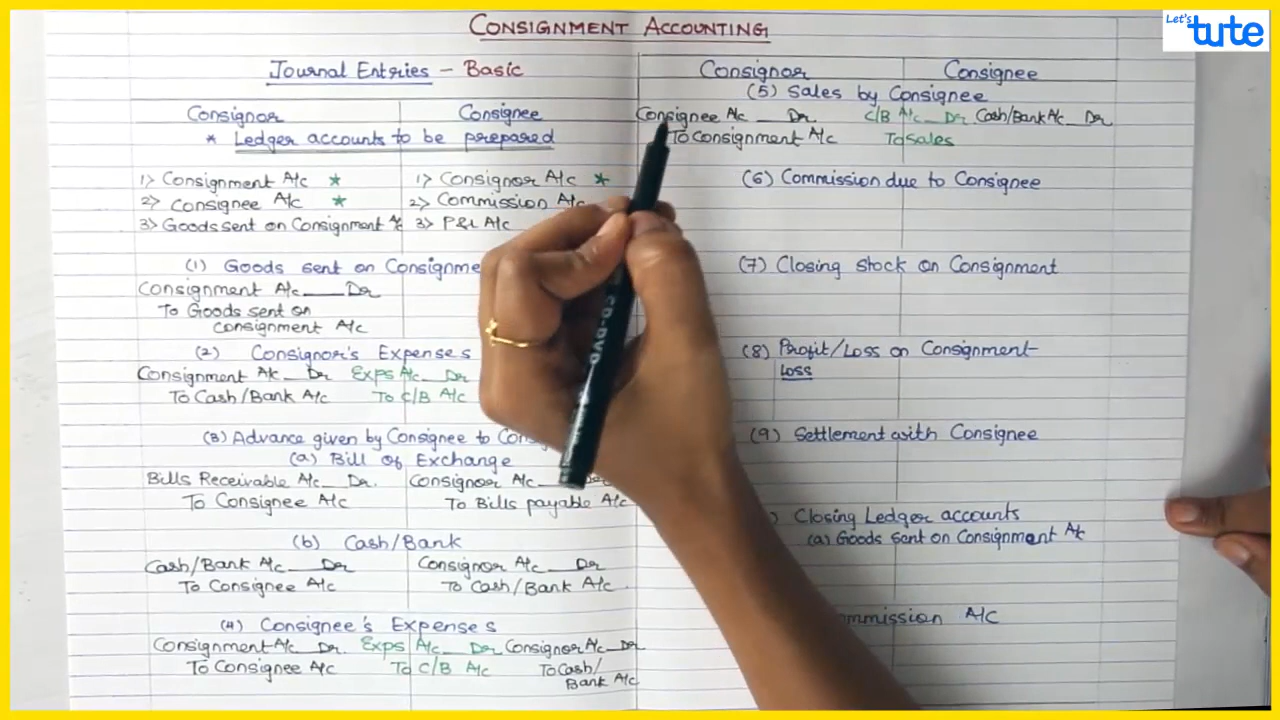 CONSIGNMENT ACCOUNTING
Let's tute
Journal Entries - Basic
Consignor Consignee
* Ledger accounts to be prepared
1> Consignment A/c * 1> Consignor A/c *
2> Consignee A/c * 2> Commission A/c
3> Goods sent on Consignment A/c 3> P&L A/c
(1) Goods sent on Consignme
Consignment A/c ___ Dr
To Goods sent on
consignment A/c
(2) Consignor's Expenses
Consignment A/c _ Dr Exps A/c _ Dr
To Cash/Bank A/c To C/B A/c
(3) Advance given by Consignee to
(a) Bill of Exchange
Bills Receivable A/c _ Dr. Consignor A/c __ Dr
To Consignee A/c To Bills payable A/c
(b) Cash/Bank
Cash/Bank A/c __ Dr Consignor A/c __ Dr
To Consignee A/c To Cash/Bank A/c
(4) Consignee's Expenses
Consignment A/c _ Dr. Exps A/c _ Dr Consignor A/c _ Dr
To Consignee A/c To C/B A/c To Cash/
Bank A/c
Consignor Consignee
(5) Sales by Consignee
Consignee A/c __ Dr. C/B A/c _ Dr Cash/Bank A/c _ Dr
To Consignment A/c To Sales
(6) Commission due to Consignee
(7) Closing stock on Consignment
(8) Profit/Loss on Consignment
Loss
(9) Settlement with Consignee
) Closing Ledger accounts
(a) Goods sent on Consignment A/c
mmission A/c